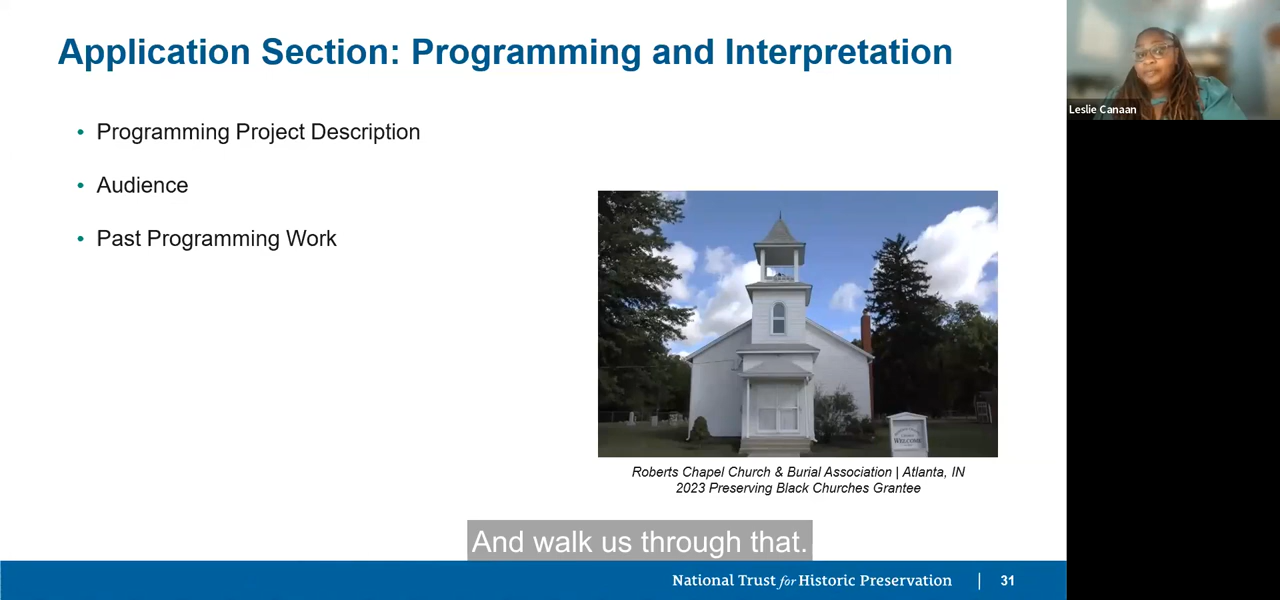 Application Section: Programming and Interpretation
Leslie Canaan
• Programming Project Description
• Audience
• Past Programming Work
WELCOME
Roberts Chapel Church & Burial Association | Atlanta, IN
2023 Preserving Black Churches Grantee
And walk us through that.
National Trust for Historic Preservation | 31